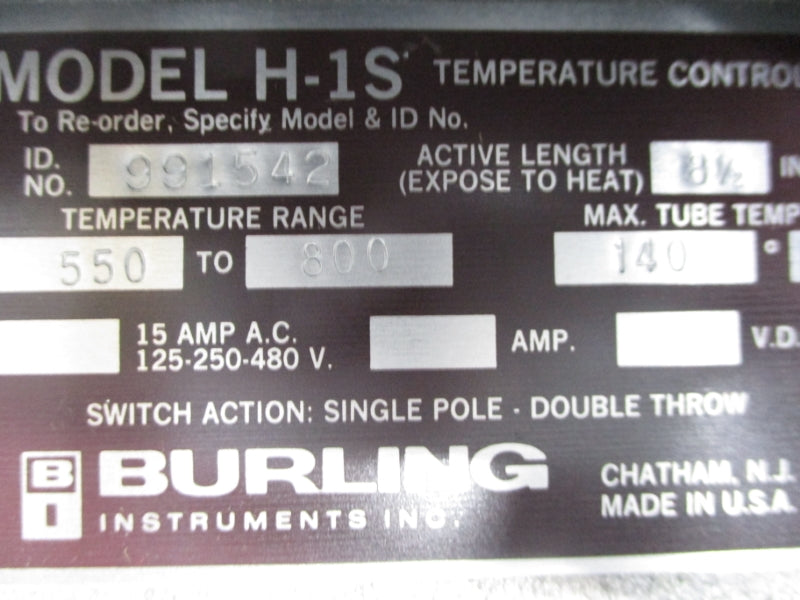 MODEL H-1S TEMPERATURE CONTRO
To Re-order, Specify Model & ID No.
ID. NO. 991542 ACTIVE LENGTH (EXPOSE TO HEAT) 8½ IN
TEMPERATURE RANGE MAX. TUBE TEMP
550 TO 800 140 °
15 AMP A.C.
125-250-480 V. AMP. V.D.
SWITCH ACTION: SINGLE POLE - DOUBLE THROW
BI BURLING
INSTRUMENTS INC.
CHATHAM, N.J.
MADE IN U.S.A.